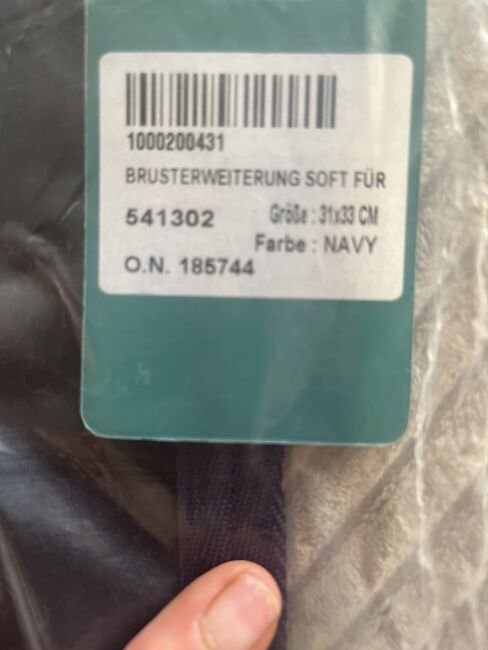 1000200431
BRUSTERWEITERUNG SOFT FÜR
541302 Größe : 31x33 CM
Farbe : NAVY
O.N. 185744